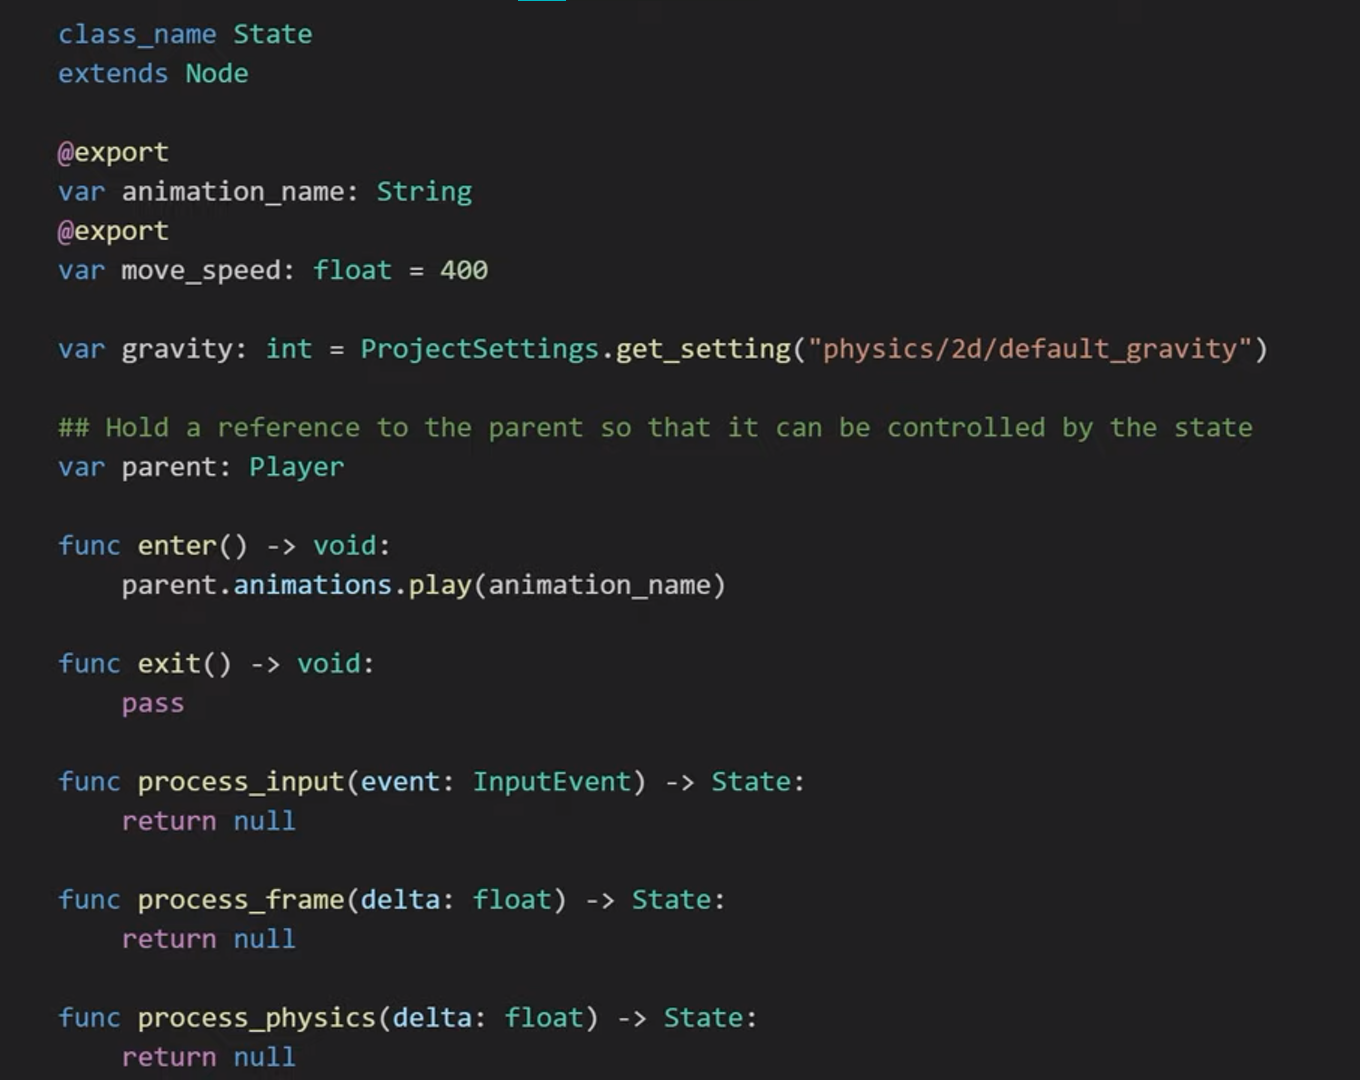 class_name State
extends Node
@export
var animation_name: String
@export
var move_speed: float = 400
var gravity: int = ProjectSettings.get_setting("physics/2d/default_gravity")
## Hold a reference to the parent so that it can be controlled by the state
var parent: Player
func enter() -> void:
    parent.animations.play(animation_name)
func exit() -> void:
    pass
func process_input(event: InputEvent) -> State:
    return null
func process_frame(delta: float) -> State:
    return null
func process_physics(delta: float) -> State:
    return null